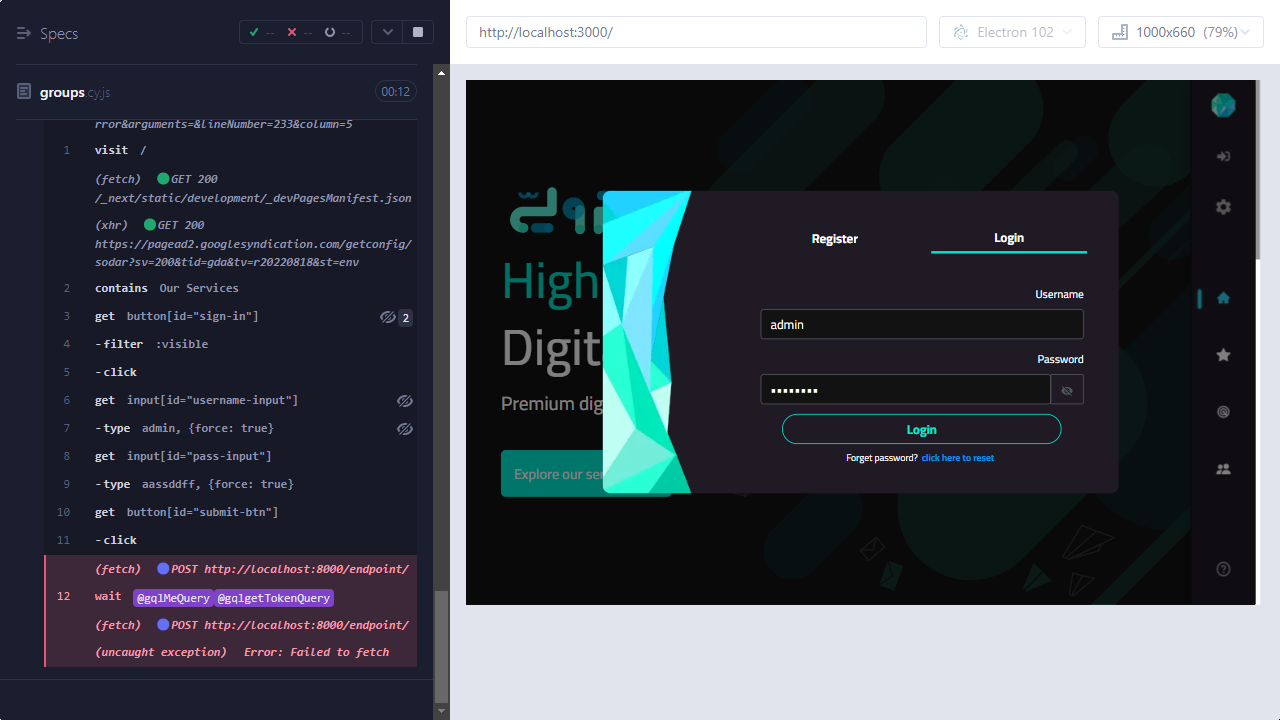 Specs
--
--
--
groups.cy.js
00:12
rror&arguments=&lineNumber=233&column=5
1 visit /
(fetch) GET 200
/_next/static/development/_devPagesManifest.json
(xhr) GET 200
https://pagead2.googlesyndication.com/getconfig/
sodar?sv=200&tid=gda&tv=r20220818&st=env
2 contains Our Services
3 get button[id="sign-in"] 2
4 -filter :visible
5 -click
6 get input[id="username-input"]
7 -type admin, {force: true}
8 get input[id="pass-input"]
9 -type aassddff, {force: true}
10 get button[id="submit-btn"]
11 -click
(fetch) POST http://localhost:8000/endpoint/
12 wait @gqlMeQuery @gqlgetTokenQuery
(fetch) POST http://localhost:8000/endpoint/
(uncaught exception) Error: Failed to fetch
http://localhost:3000/
Electron 102
1000x660 (79%)
High
Digit
Premium dig
Explore our se
Register
Login
Username
admin
Password
Login
Forget password? click here to reset